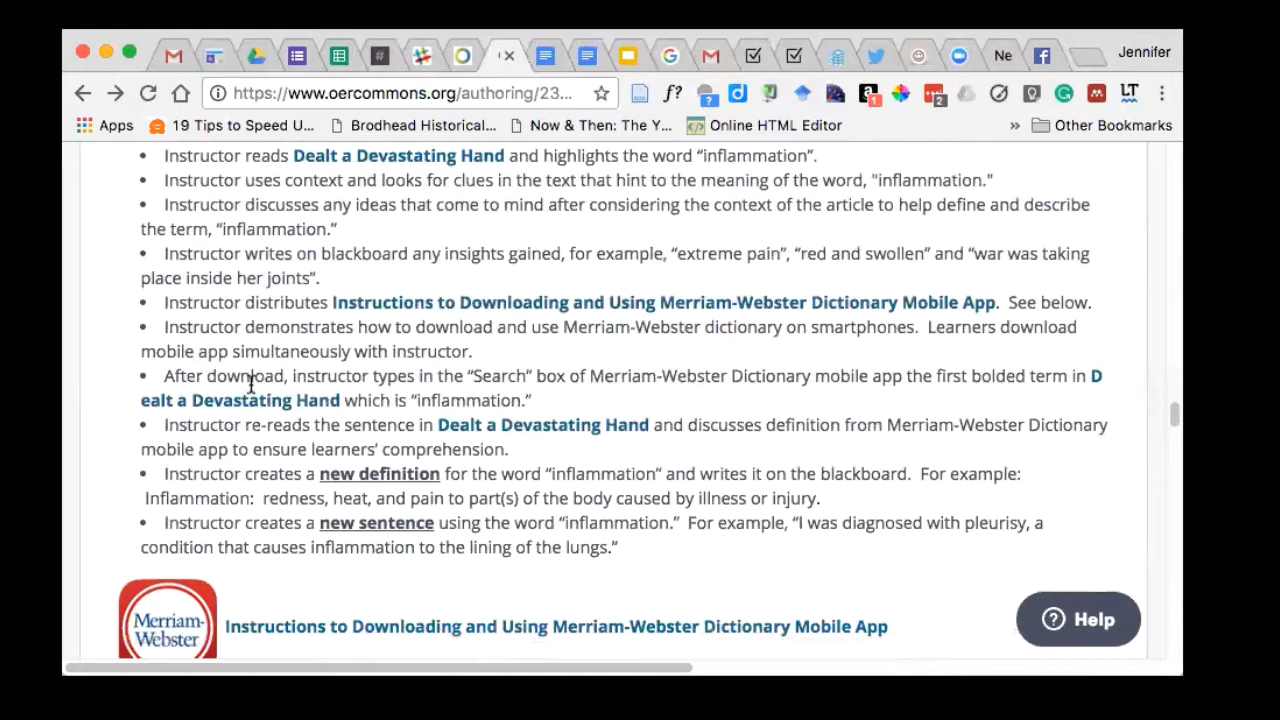 Jennifer
Ne
https://www.oercommons.org/authoring/23...
f?
?
1
2
LT
Apps
19 Tips to Speed U...
Brodhead Historical...
Now & Then: The Y...
Online HTML Editor
»
Other Bookmarks
• Instructor reads Dealt a Devastating Hand and highlights the word “inflammation”.
• Instructor uses context and looks for clues in the text that hint to the meaning of the word, "inflammation."
• Instructor discusses any ideas that come to mind after considering the context of the article to help define and describe
the term, “inflammation.”
• Instructor writes on blackboard any insights gained, for example, “extreme pain”, “red and swollen” and “war was taking
place inside her joints”.
• Instructor distributes Instructions to Downloading and Using Merriam-Webster Dictionary Mobile App. See below.
• Instructor demonstrates how to download and use Merriam-Webster dictionary on smartphones. Learners download
mobile app simultaneously with instructor.
• After download, instructor types in the “Search” box of Merriam-Webster Dictionary mobile app the first bolded term in D
ealt a Devastating Hand which is “inflammation.”
• Instructor re-reads the sentence in Dealt a Devastating Hand and discusses definition from Merriam-Webster Dictionary
mobile app to ensure learners’ comprehension.
• Instructor creates a new definition for the word “inflammation” and writes it on the blackboard. For example:
Inflammation: redness, heat, and pain to part(s) of the body caused by illness or injury.
• Instructor creates a new sentence using the word “inflammation.” For example, “I was diagnosed with pleurisy, a
condition that causes inflammation to the lining of the lungs.”
Merriam-
Webster
Instructions to Downloading and Using Merriam-Webster Dictionary Mobile App
? Help